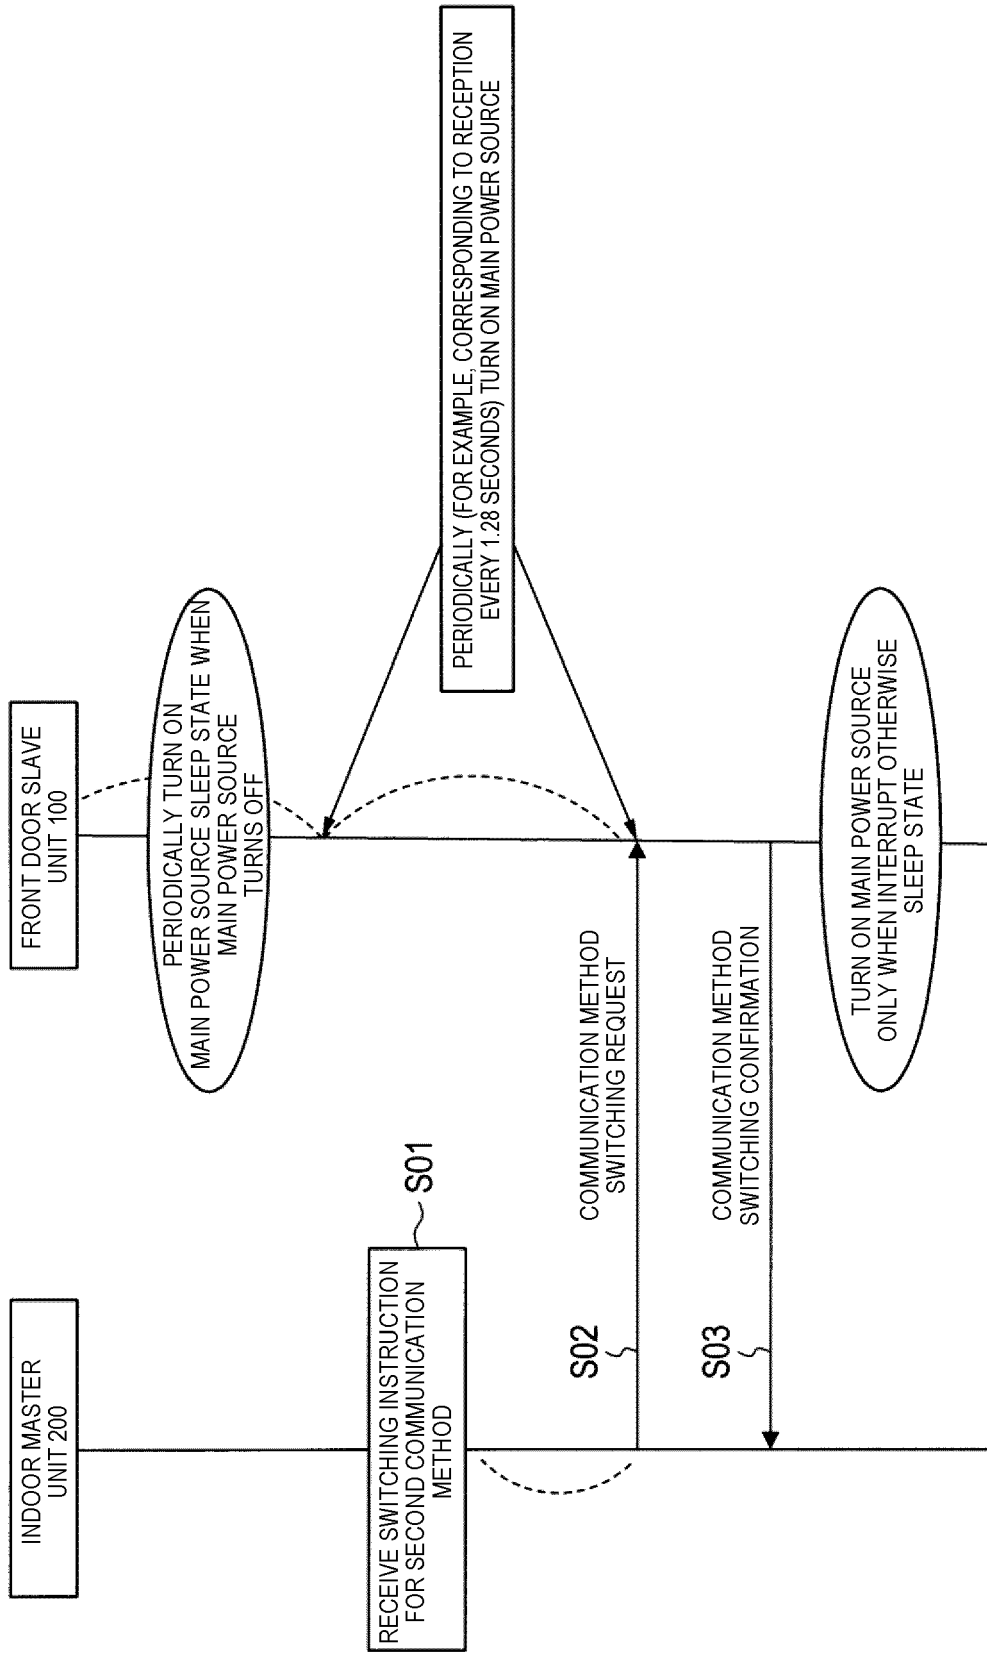 INDOOR MASTER
UNIT 200
FRONT DOOR SLAVE
UNIT 100
PERIODICALLY TURN ON
MAIN POWER SOURCE SLEEP STATE WHEN
MAIN POWER SOURCE
TURNS OFF
RECEIVE SWITCHING INSTRUCTION
FOR SECOND COMMUNICATION
METHOD
S01
PERIODICALLY (FOR EXAMPLE, CORRESPONDING TO RECEPTION
EVERY 1.28 SECONDS) TURN ON MAIN POWER SOURCE
S02
COMMUNICATION METHOD
SWITCHING REQUEST
S03
COMMUNICATION METHOD
SWITCHING CONFIRMATION
TURN ON MAIN POWER SOURCE
ONLY WHEN INTERRUPT OTHERWISE
SLEEP STATE